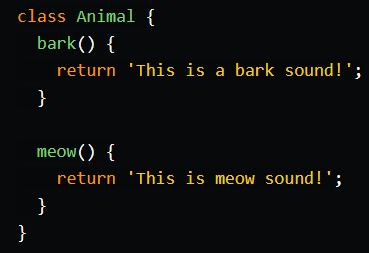 class Animal {
  bark() {
    return 'This is a bark sound!';
  }

  meow() {
    return 'This is meow sound!';
  }
}